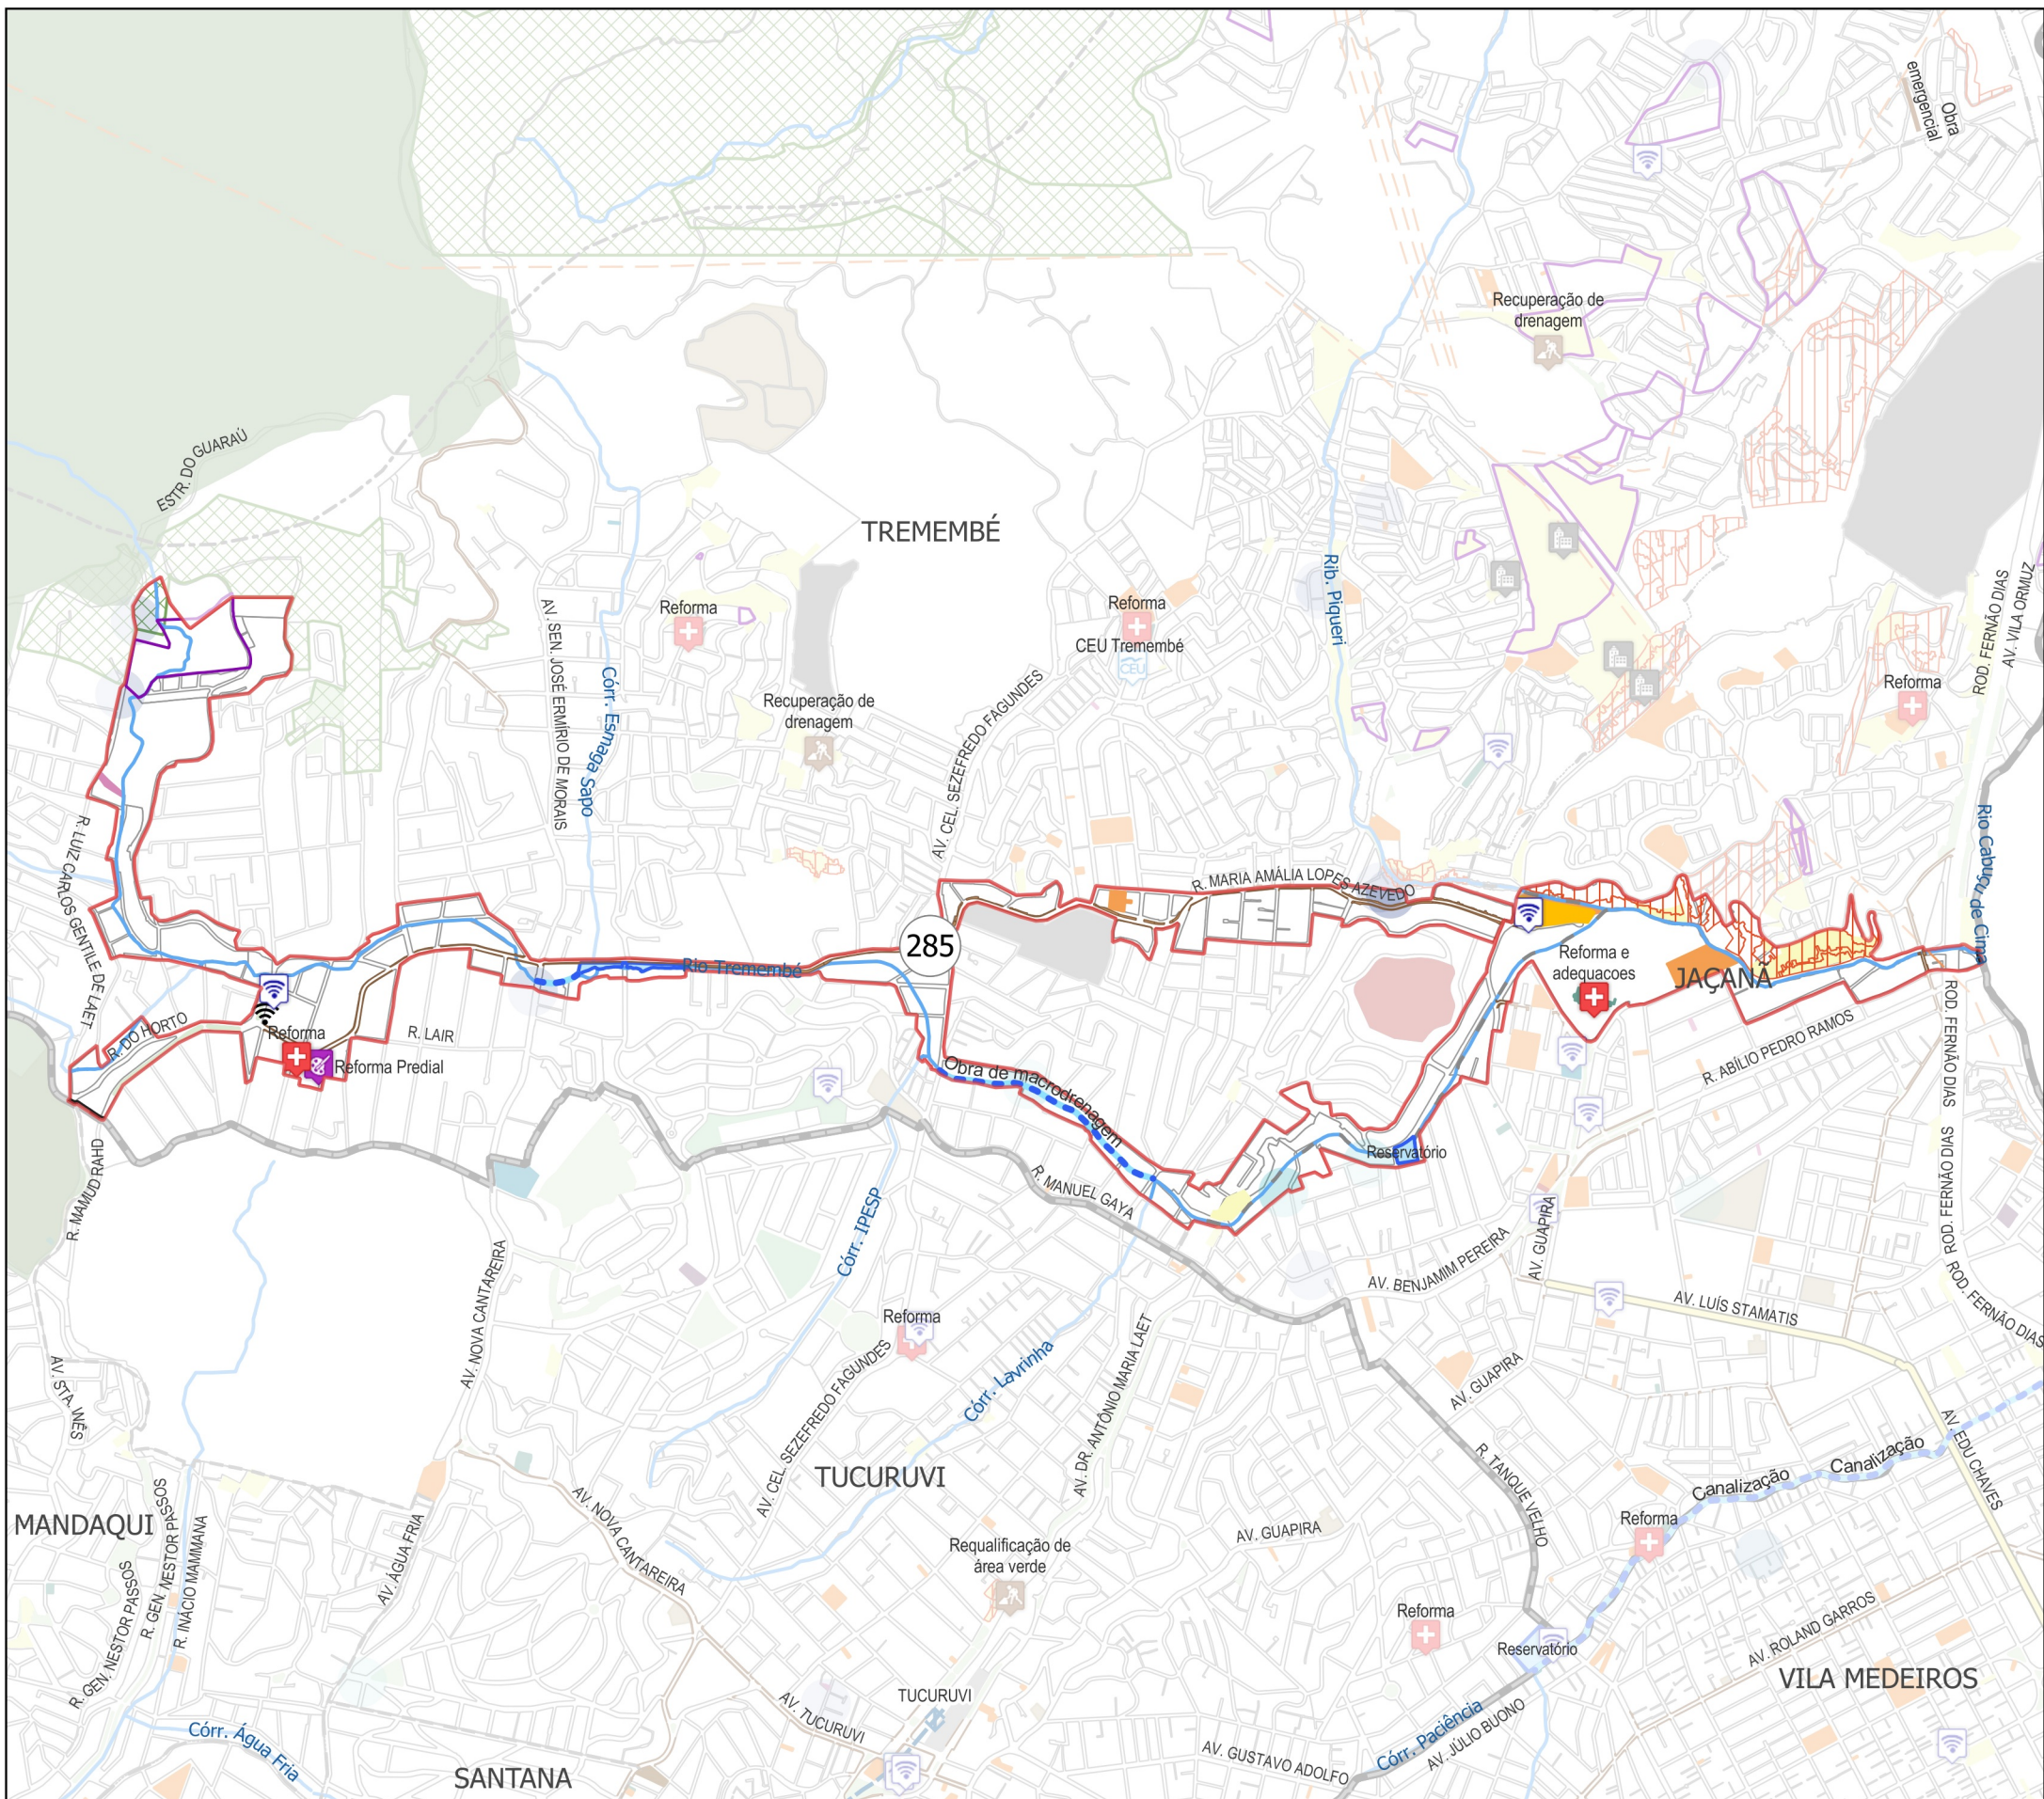 Obra
emergencial
Recuperação de
drenagem
ESTR. DO GUARAÚ
TREMEMBÉ
Rib. Piqueri
ROD. FERNÃO DIAS
AV. VILA ORMUZ
AV. SEN. JOSÉ ERMÍRIO DE MORAIS
Reforma
Reforma
CEU Tremembé
CEU
Córr. Esmaga Sapo
Reforma
Recuperação de
drenagem
AV. CEL. SEZEFREDO FAGUNDES
R. LUIZ CARLOS GENTILE DE LAET
Rio Cabuçu de Cima
R. MARIA AMÁLIA LOPES AZEVEDO
285
Reforma e
adequacoes
JAÇANÃ
Rio Tremembé
R. DO HORTO
Reforma
R. LAIR
Reforma Predial
R. ABÍLIO PEDRO RAMOS
ROD. FERNÃO DIAS
Obra de macrodrenagem
Reservatório
R. MAMUD RAHD
R. MANUEL GAYA
Córr. IPESP
AV. GUAPIRA
ROD. FERNÃO DIAS
AV. BENJAMIM PEREIRA
AV. NOVA CANTAREIRA
ROD. FERNÃO DIAS
AV. LUÍS STAMATIS
Reforma
AV. STA. INÊS
AV. CEL. SEZEFREDO FAGUNDES
Córr. Lavrinha
AV. DR. ANTÔNIO MARIA LAET
AV. GUAPIRA
AV. EDU CHAVES
R. TANQUE VELHO
Canalização
Canalização
TUCURUVI
MANDAQUI
R. GEN. NESTOR PASSOS
R. INÁCIO MAMMANA
AV. ÁGUA FRIA
AV. NOVA CANTAREIRA
AV. GUAPIRA
Reforma
Requalificação de
área verde
R. GEN. NESTOR PASSOS
Reforma
Reservatório
AV. ROLAND GARROS
VILA MEDEIROS
TUCURUVI
AV. TUCURUVI
Córr. Água Fria
Córr. Paciência
AV. JÚLIO BUONO
AV. GUSTAVO ADOLFO
SANTANA